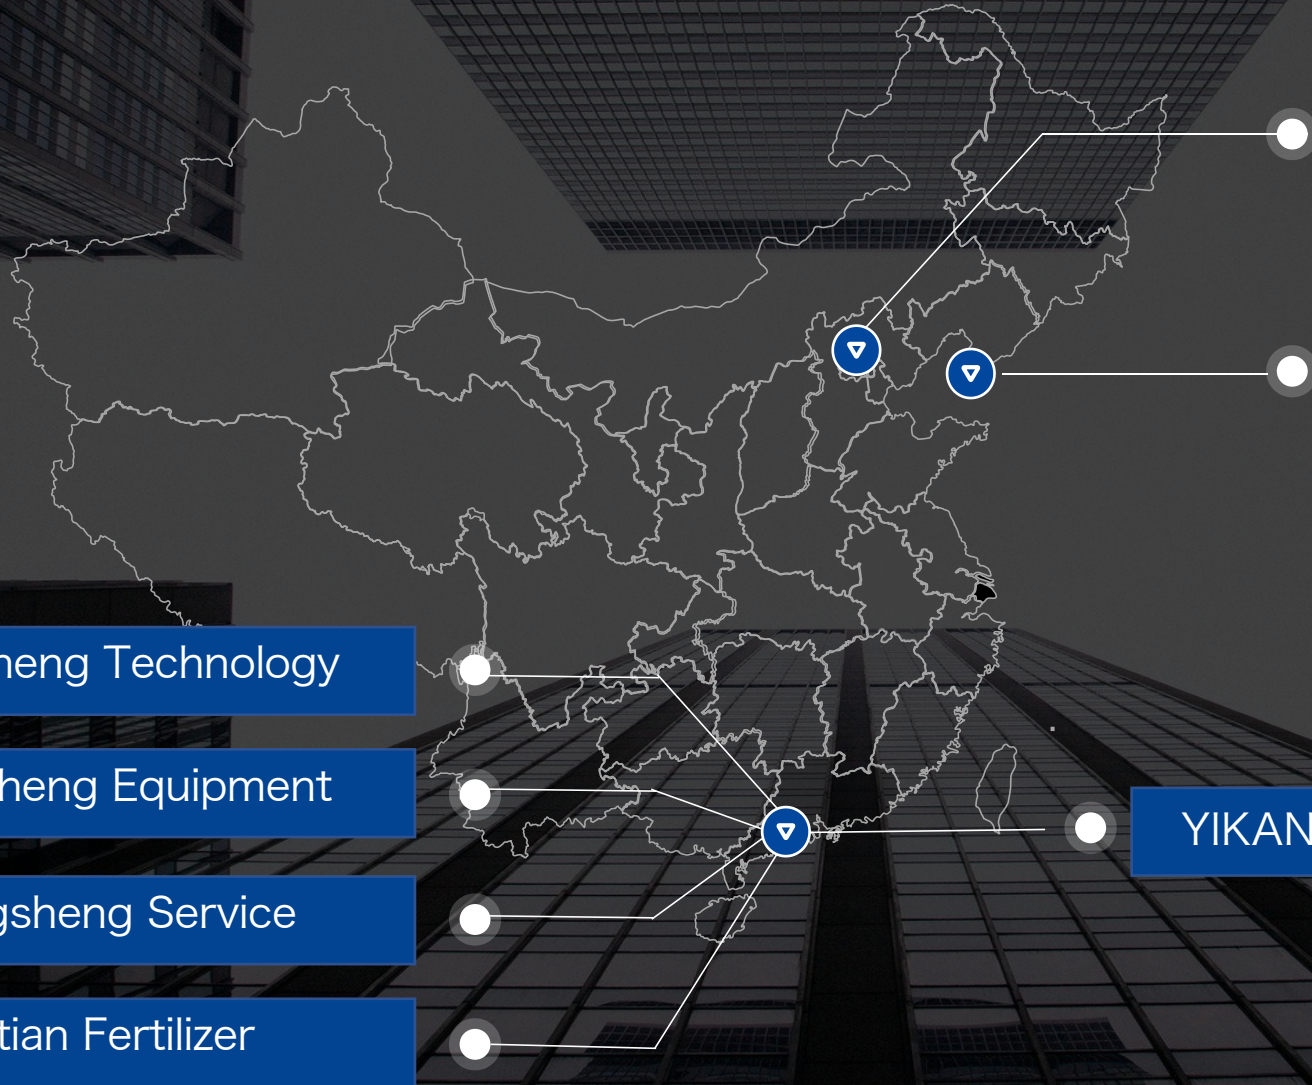 heng Technology
heng Equipment
YIKAN
gsheng Service
tian Fertilizer